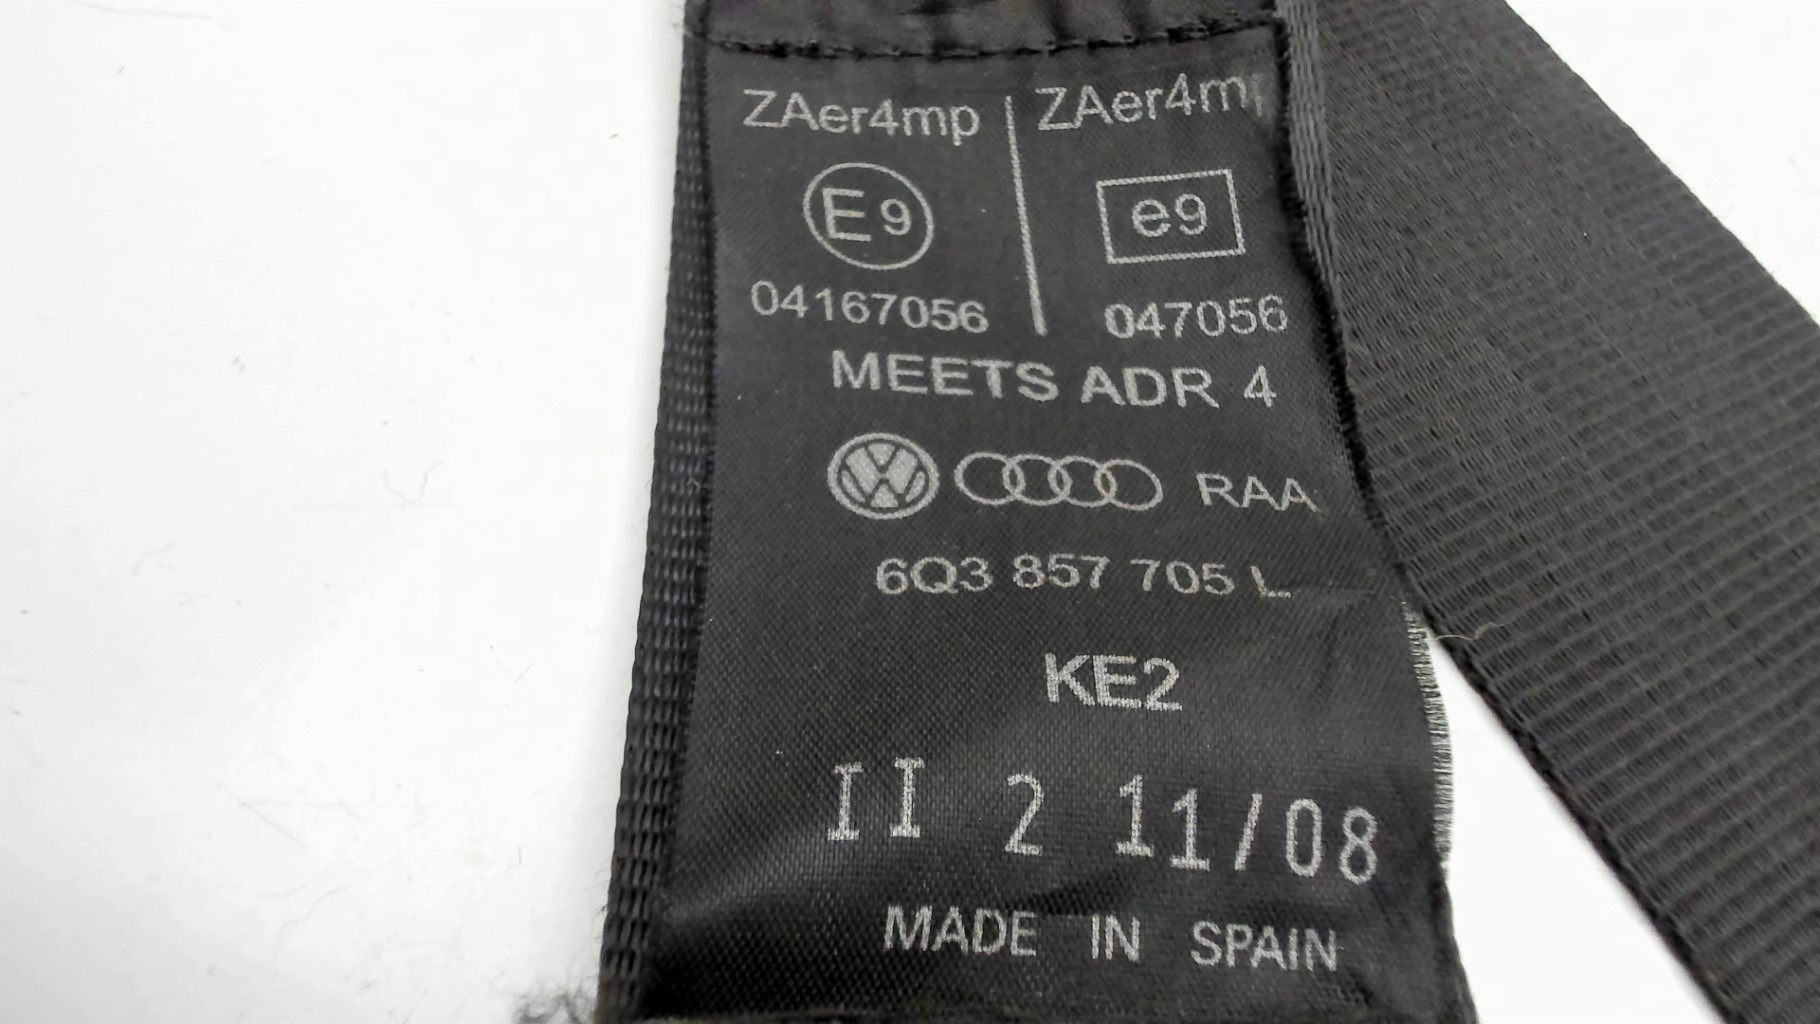 ZAer4mp ZAer4m
E9 e9
04167056 047056
MEETS ADR 4
VW RAA
6Q3 857 705 L
KE2
II 2 11/08
MADE IN SPAIN